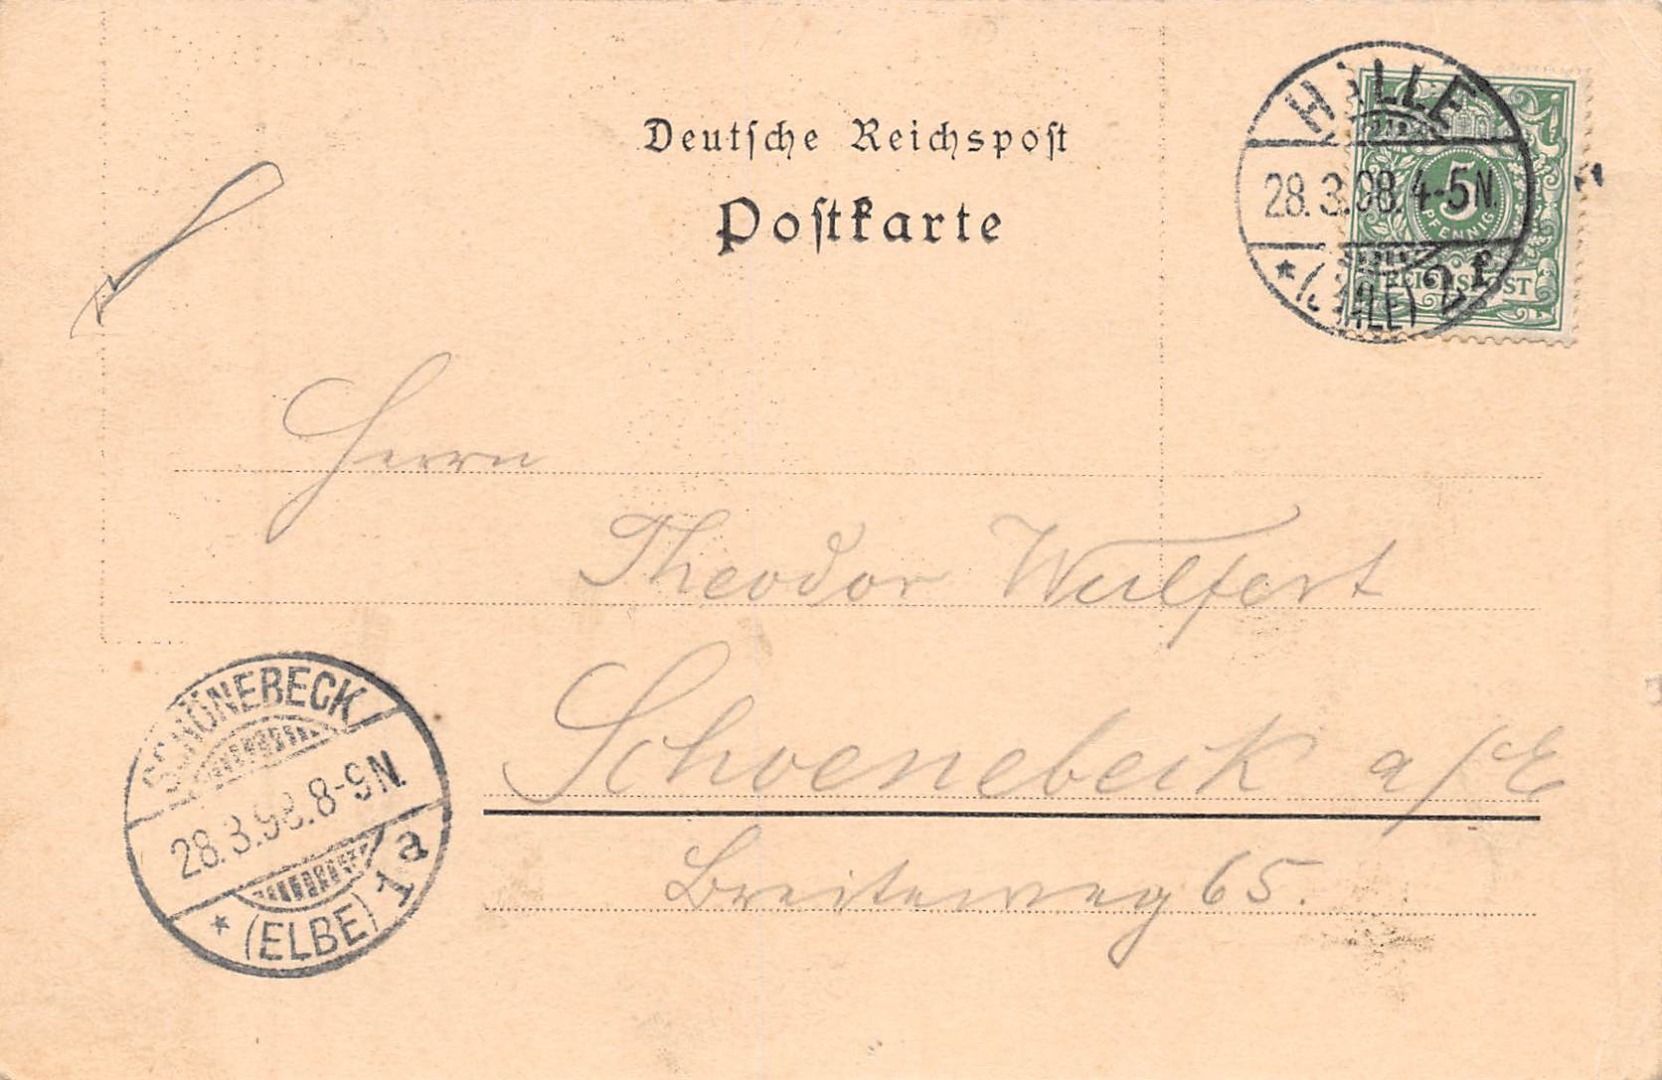 Deutsche Reichspost
Postkarte
HALLE
28.3.98.4-5N.
* (SAALE) 2f
5
PFENNIG
REICHSPOST
Herrn
Theodor Wulfert
Schoenebeck a/E
Breiteweg 65.
SCHÖNEBECK
28.3.98.8-9N.
* (ELBE) 1a